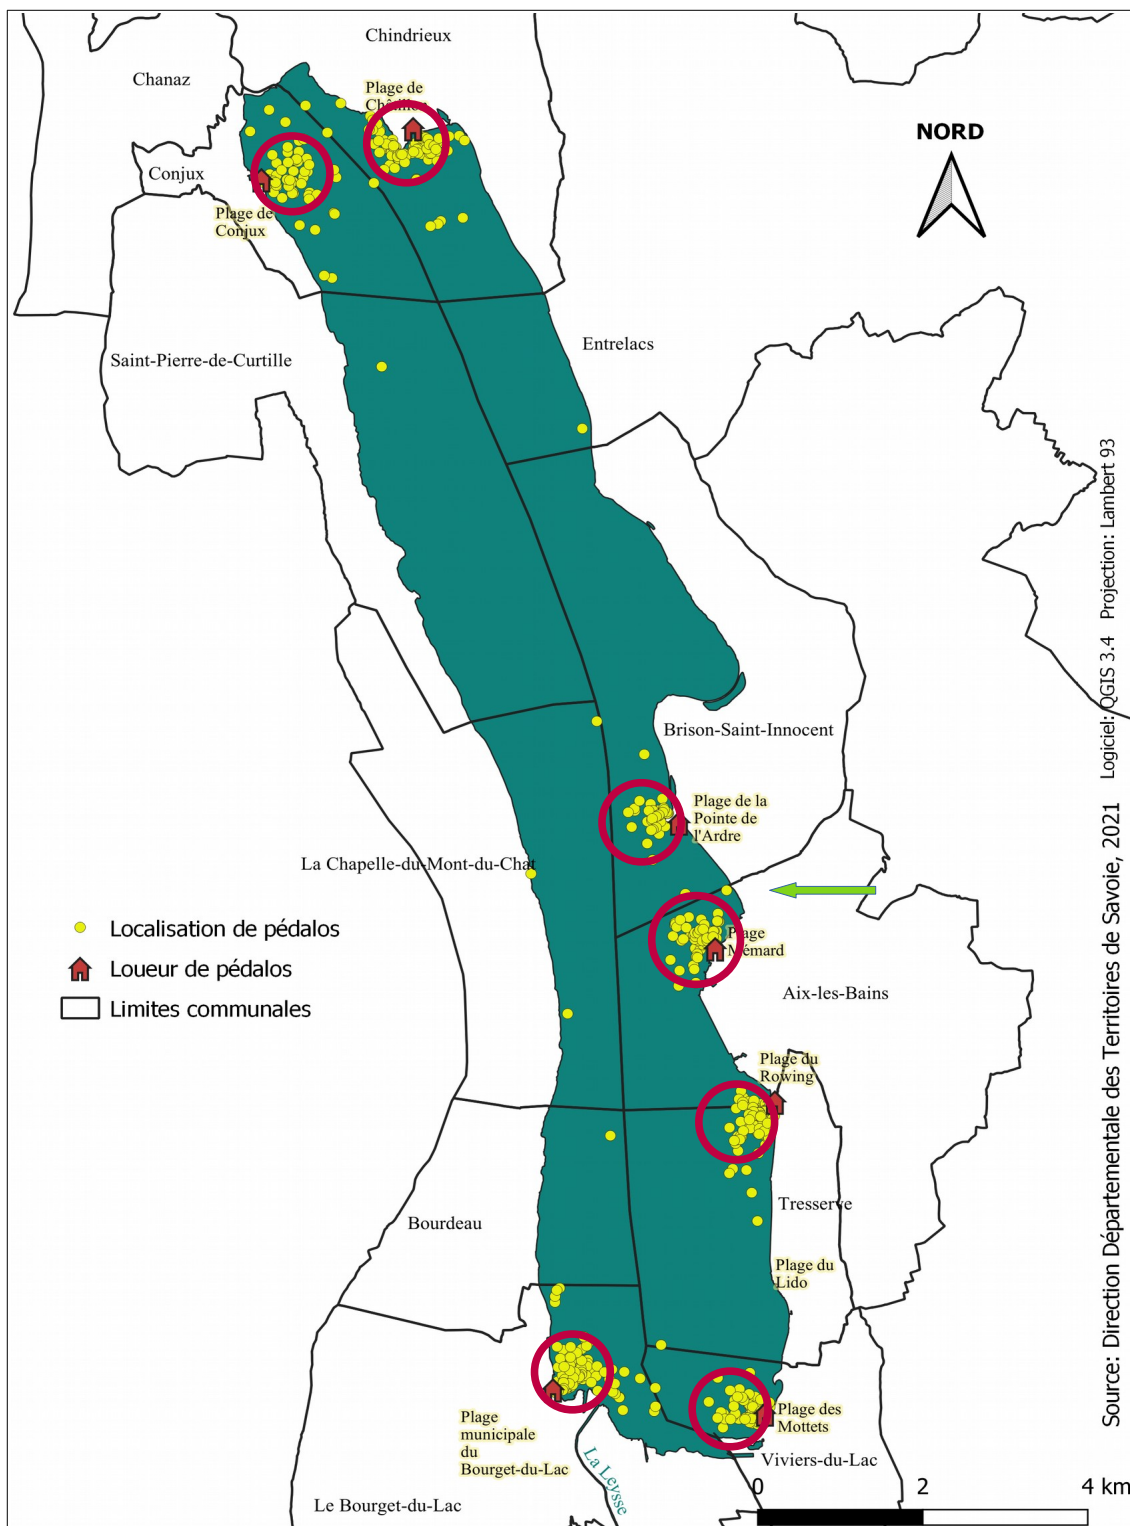 Chindrieux
Chanaz
Plage de
NORD
Conjux
Plage de
Conjux
Entrelacs
Saint-Pierre-de-Curtille
Brison-Saint-Innocent
Plage de la
Pointe de
l'Ardre
La Chapelle-du-Mont-du-Chat
Localisation de pédalos
Loueur de pédalos
Limites communales
Plage
Mémard
Aix-les-Bains
Plage du
Rowing
Tresserve
Bourdeau
Plage du
Lido
Plage
municipale
du
Bourget-du-Lac
Plage des
Mottets
Viviers-du-Lac
La Leysse
Le Bourget-du-Lac
0 2 4 km
Source: Direction Départementale des Territoires de Savoie, 2021 Logiciel: QGIS 3.4 Projection: Lambert 93